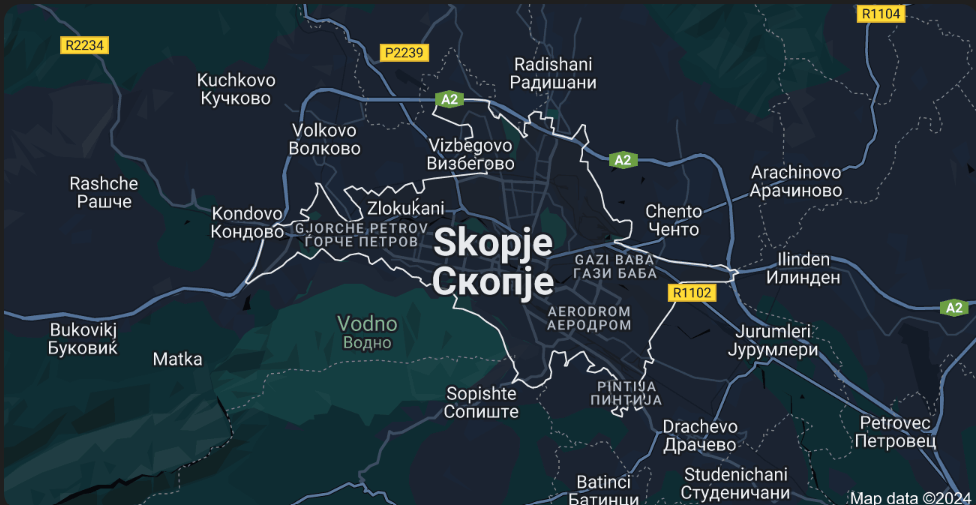 R1104
R2234
P2239
Radishani
Радишани
Kuchkovo
Кучково
A2
Volkovo
Волково
Vizbegovo
Визбегово
A2
Arachinovo
Арачиново
Rashche
Рашче
Kondovo
Кондово
Zlokukani
Chento
Ченто
GJORCHE PETROV
ЃОРЧЕ ПЕТРОВ
Skopje
Скопје
GAZI BABA
ГАЗИ БАБА
Ilinden
Илинден
R1102
A2
AERODROM
АЕРОДРОМ
Vodno
Водно
Bukovikj
Буковиќ
Jurumleri
Јурумлери
Matka
Sopishte
Сопиште
PINTIJA
ПИНТИЈА
Drachevo
Драчево
Petrovec
Петровец
Batinci
Батинци
Studenichani
Студеничани
Map data ©2024